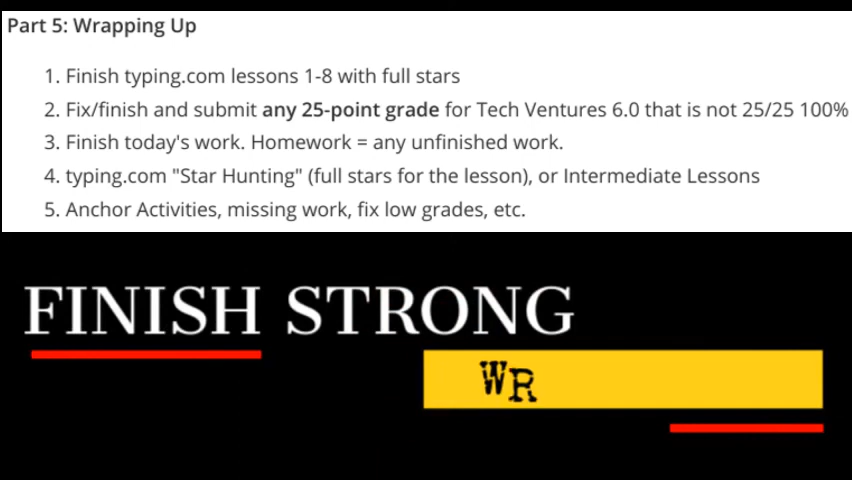 Part 5: Wrapping Up
1. Finish typing.com lessons 1-8 with full stars
2. Fix/finish and submit any 25-point grade for Tech Ventures 6.0 that is not 25/25 100%
3. Finish today's work. Homework = any unfinished work.
4. typing.com "Star Hunting" (full stars for the lesson), or Intermediate Lessons
5. Anchor Activities, missing work, fix low grades, etc.
FINISH STRONG
WR